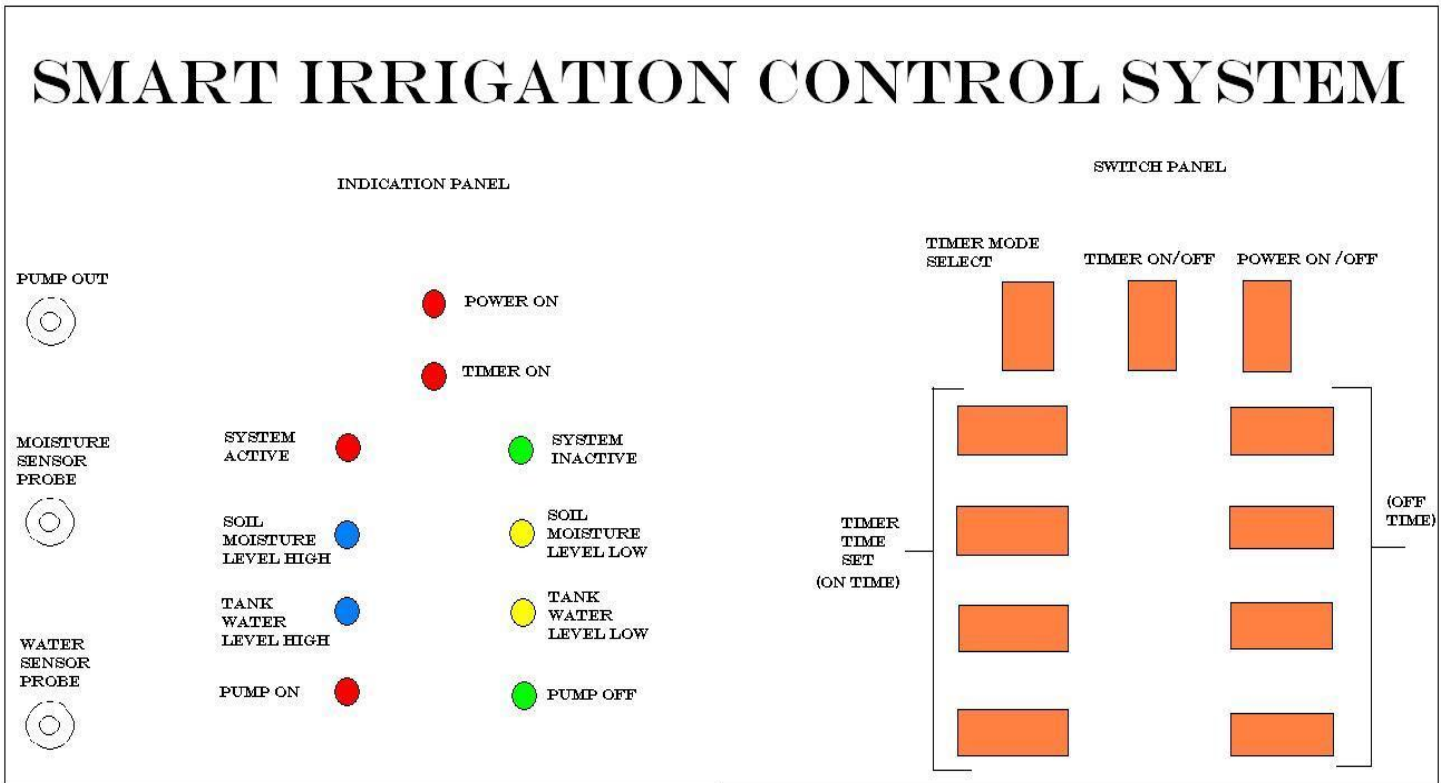 SMART IRRIGATION CONTROL SYSTEM
INDICATION PANEL
SWITCH PANEL
PUMP OUT
MOISTURE
SENSOR
PROBE
WATER
SENSOR
PROBE
POWER ON
TIMER ON
SYSTEM
ACTIVE
SYSTEM
INACTIVE
SOIL
MOISTURE
LEVEL HIGH
SOIL
MOISTURE
LEVEL LOW
TANK
WATER
LEVEL HIGH
TANK
WATER
LEVEL LOW
PUMP ON
PUMP OFF
TIMER MODE
SELECT
TIMER ON/OFF
POWER ON /OFF
TIMER
TIME
SET
(ON TIME)
(OFF
TIME)